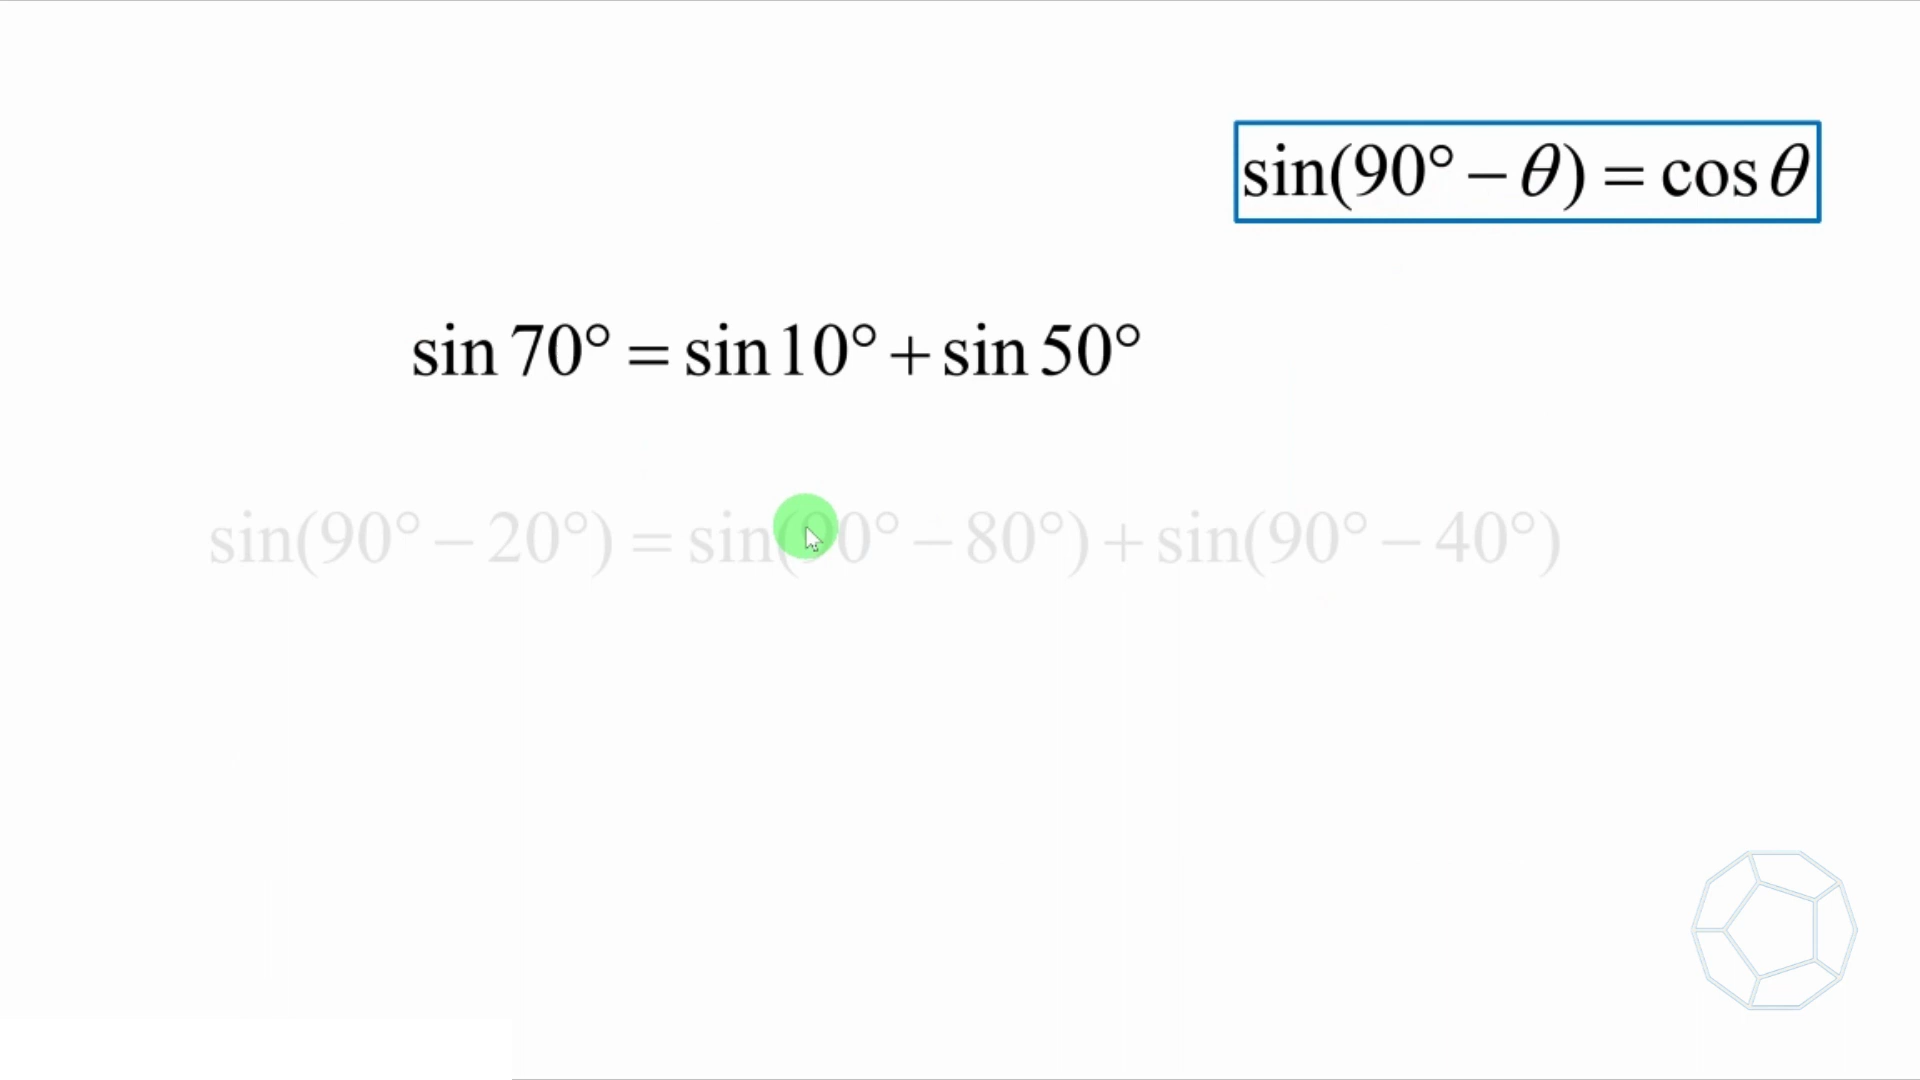 sin(90° − θ) = cos θ
sin 70° = sin 10° + sin 50°
sin(90° − 20°) = sin(90° − 80°) + sin(90° − 40°)